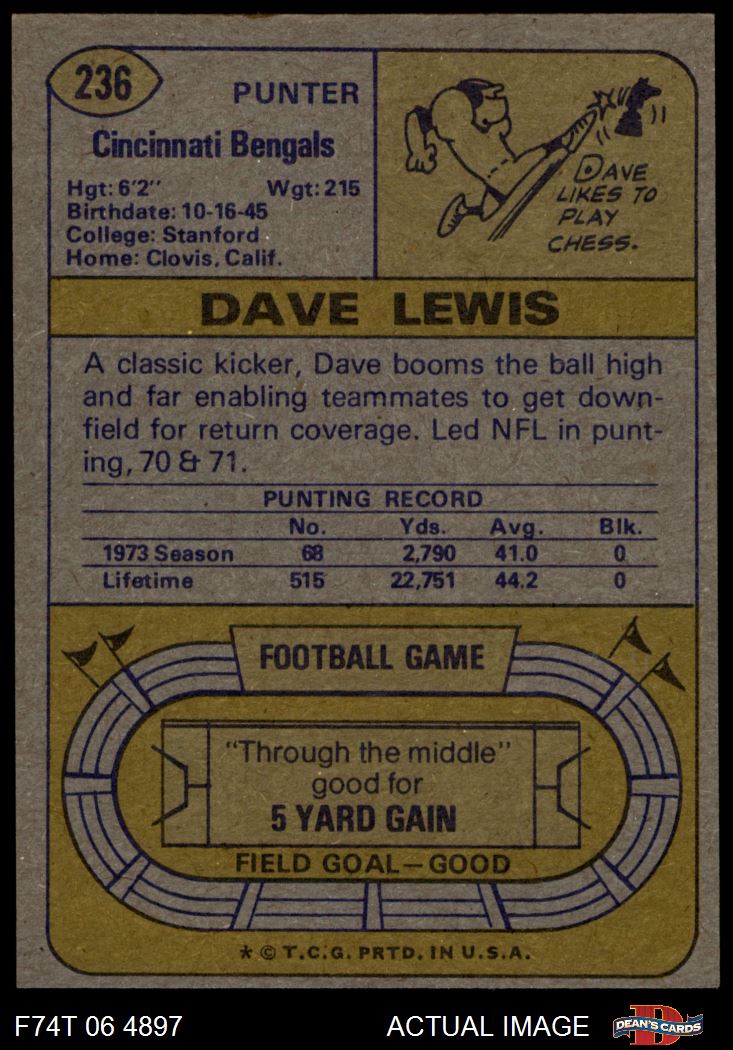 236
PUNTER
Cincinnati Bengals
Hgt: 6'2" Wgt: 215
Birthdate: 10-16-45
College: Stanford
Home: Clovis, Calif.
DAVE
LIKES TO
PLAY
CHESS.
DAVE LEWIS
A classic kicker, Dave booms the ball high
and far enabling teammates to get down-
field for return coverage. Led NFL in punt-
ing, 70 & 71.
PUNTING RECORD
No. Yds. Avg. Blk.
1973 Season 68 2,790 41.0 0
Lifetime 515 22,751 44.2 0
FOOTBALL GAME
"Through the middle"
good for
5 YARD GAIN
FIELD GOAL—GOOD
* © T.C.G. PRTD. IN U.S.A.
F74T 06 4897 ACTUAL IMAGE DEAN'S CARDS